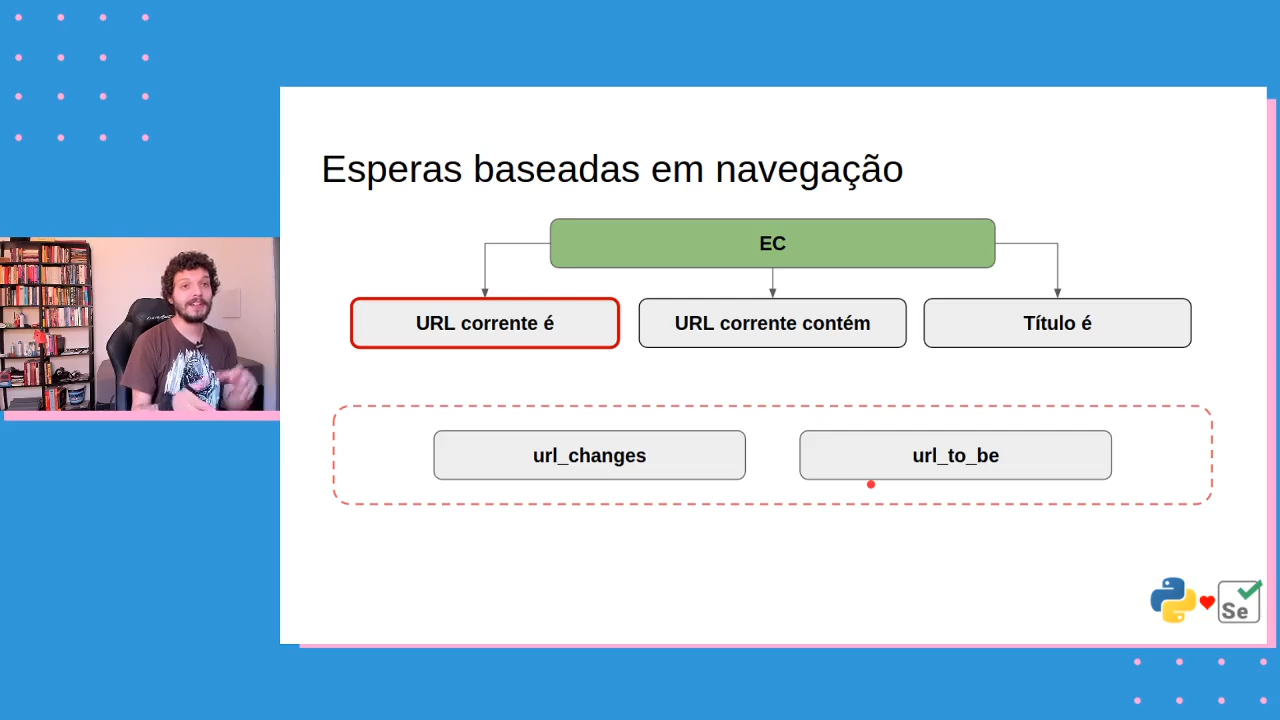 Esperas baseadas em navegação
EC
URL corrente é
URL corrente contém
Título é
url_changes
url_to_be
Se